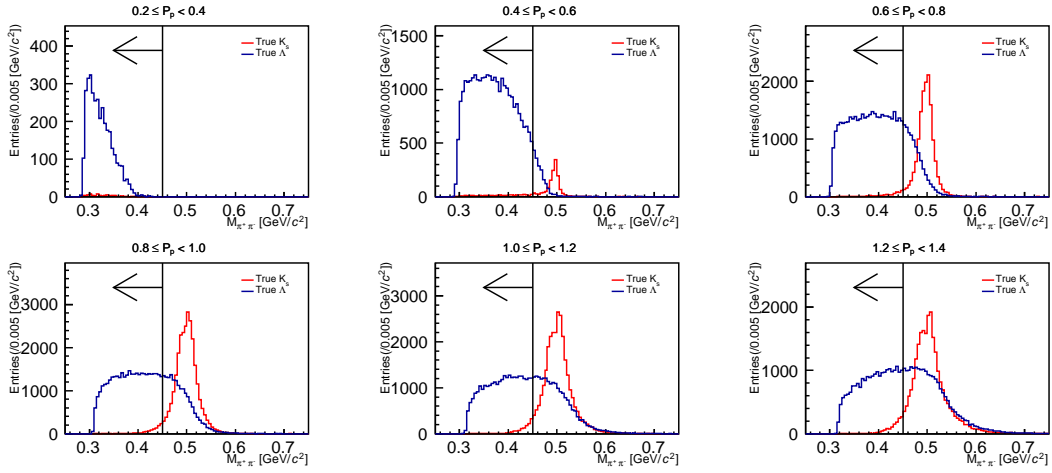 0.2 ≤ P_p < 0.4
Entries(/0.005 [GeV/c²])
400
300
200
100
0
True K_s
True Λ
0.3 0.4 0.5 0.6 0.7
M_π⁺π⁻ [GeV/c²]
0.4 ≤ P_p < 0.6
Entries(/0.005 [GeV/c²])
1500
1000
500
0
True K_s
True Λ
0.3 0.4 0.5 0.6 0.7
M_π⁺π⁻ [GeV/c²]
0.6 ≤ P_p < 0.8
Entries(/0.005 [GeV/c²])
2000
1000
0
True K_s
True Λ
0.3 0.4 0.5 0.6 0.7
M_π⁺π⁻ [GeV/c²]
0.8 ≤ P_p < 1.0
Entries(/0.005 [GeV/c²])
3000
2000
1000
0
True K_s
True Λ
0.3 0.4 0.5 0.6 0.7
M_π⁺π⁻ [GeV/c²]
1.0 ≤ P_p < 1.2
Entries(/0.005 [GeV/c²])
3000
2000
1000
0
True K_s
True Λ
0.3 0.4 0.5 0.6 0.7
M_π⁺π⁻ [GeV/c²]
1.2 ≤ P_p < 1.4
Entries(/0.005 [GeV/c²])
2000
1000
0
True K_s
True Λ
0.3 0.4 0.5 0.6 0.7
M_π⁺π⁻ [GeV/c²]